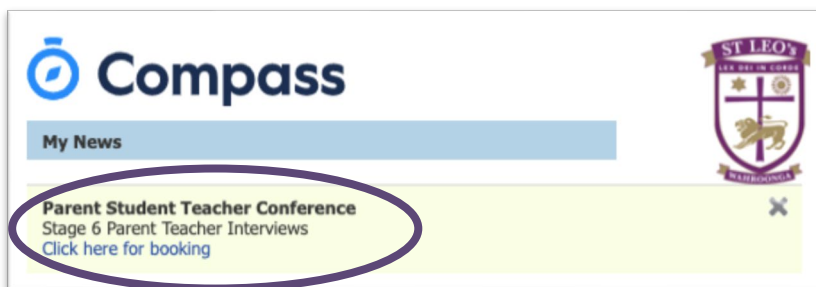 Compass
ST LEO's
LEX DEI IN CORDE
WAHROONGA
My News
Parent Student Teacher Conference
Stage 6 Parent Teacher Interviews
Click here for booking